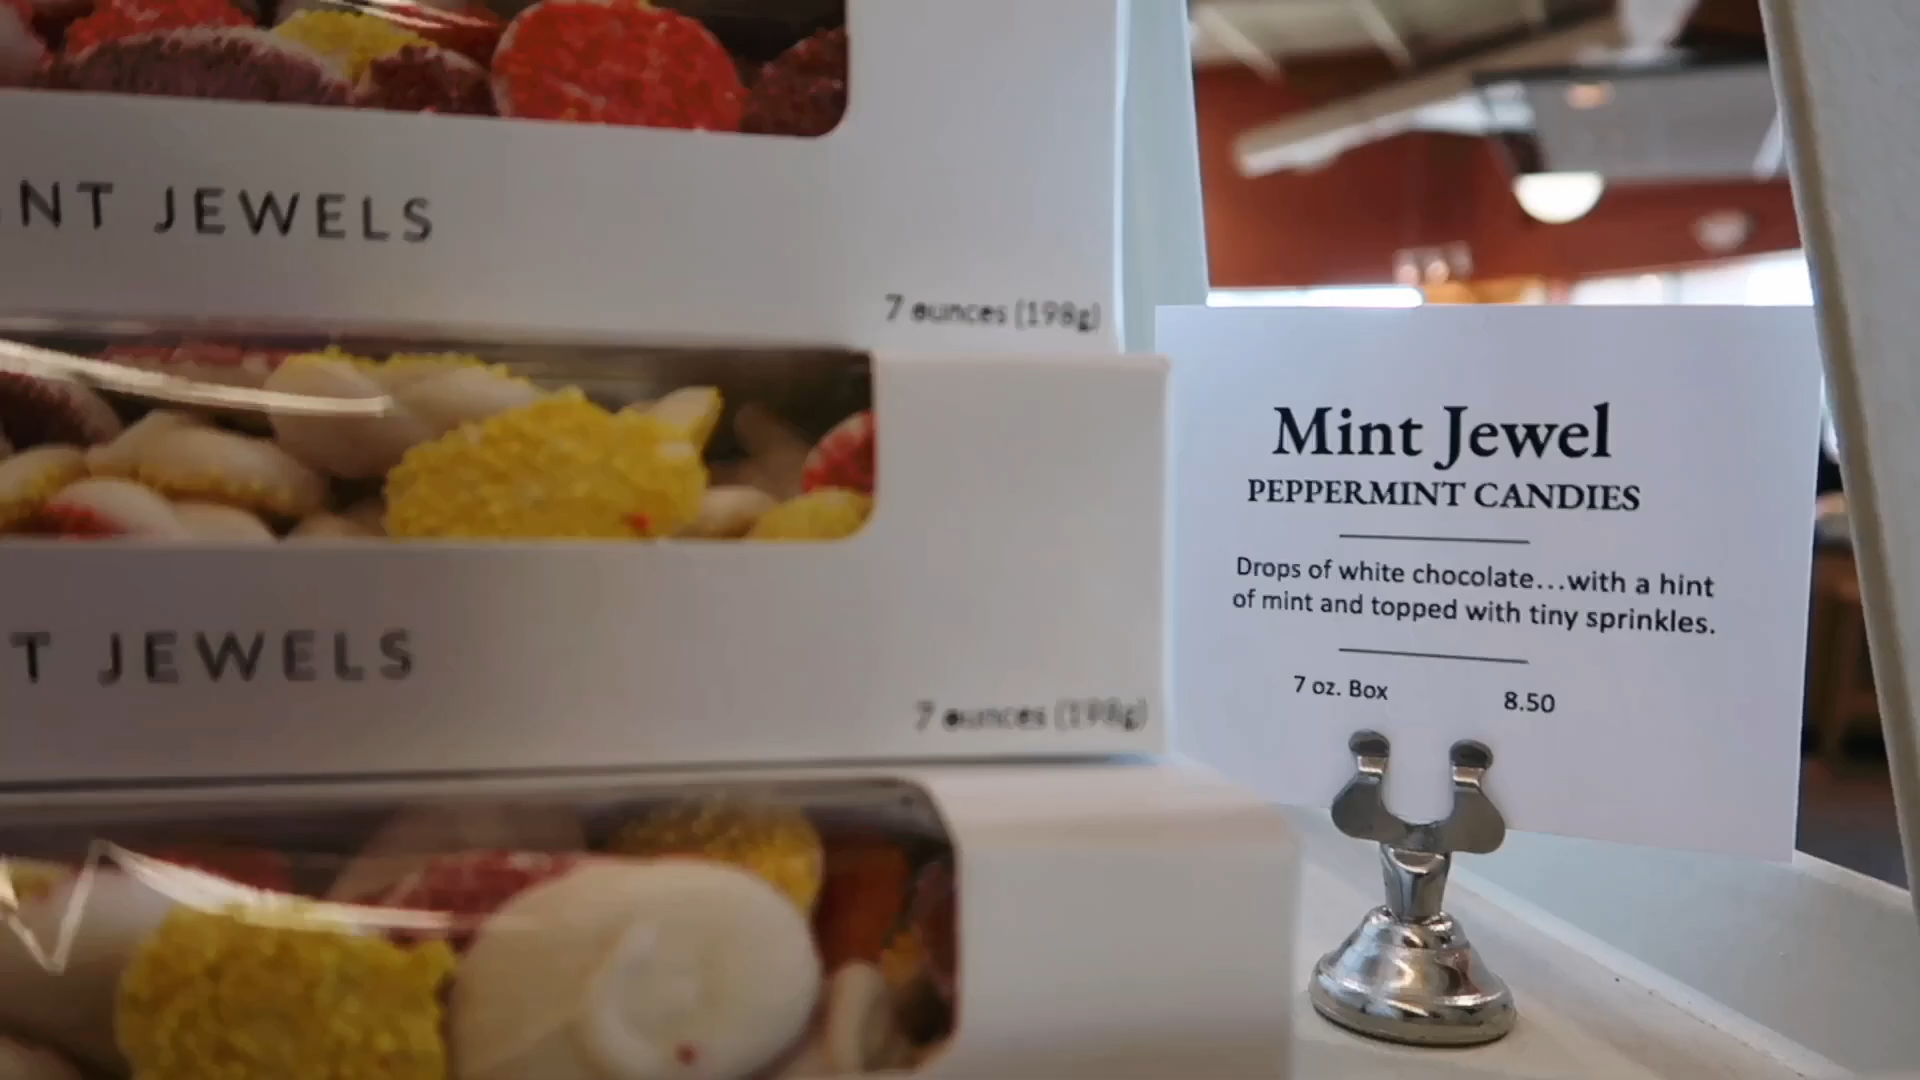 NT JEWELS
7 ounces (198g)
T JEWELS
7 ounces (198g)
Mint Jewel
PEPPERMINT CANDIES
Drops of white chocolate...with a hint
of mint and topped with tiny sprinkles.
7 oz. Box 8.50